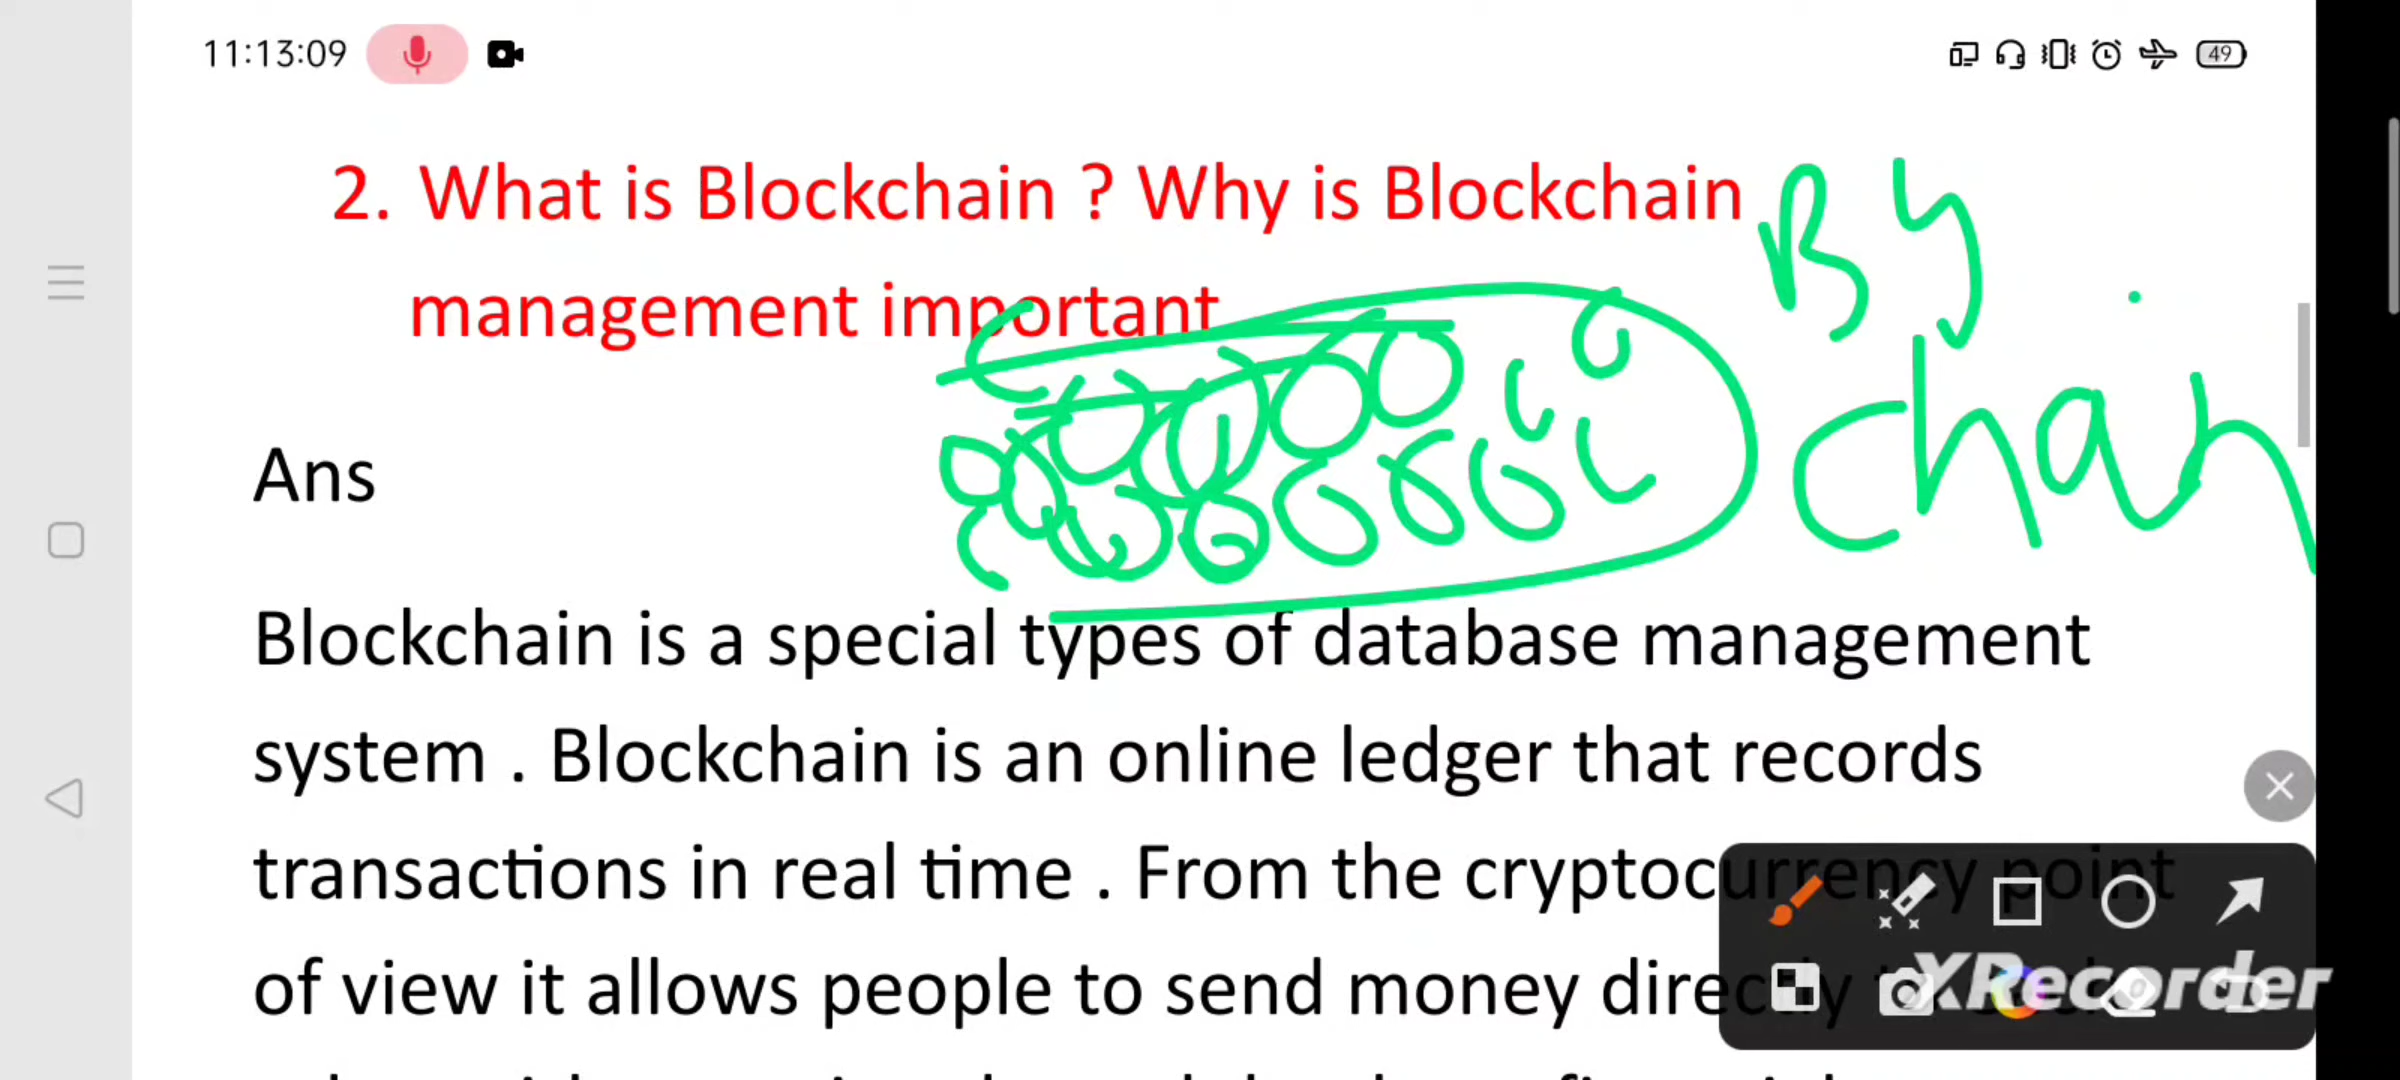 11:13:09
49
2. What is Blockchain ? Why is Blockchain
management important
By
chain
Ans
Blockchain is a special types of database management
system . Blockchain is an online ledger that records
transactions in real time . From the cryptocurrency point
of view it allows people to send money directly
XRecorder